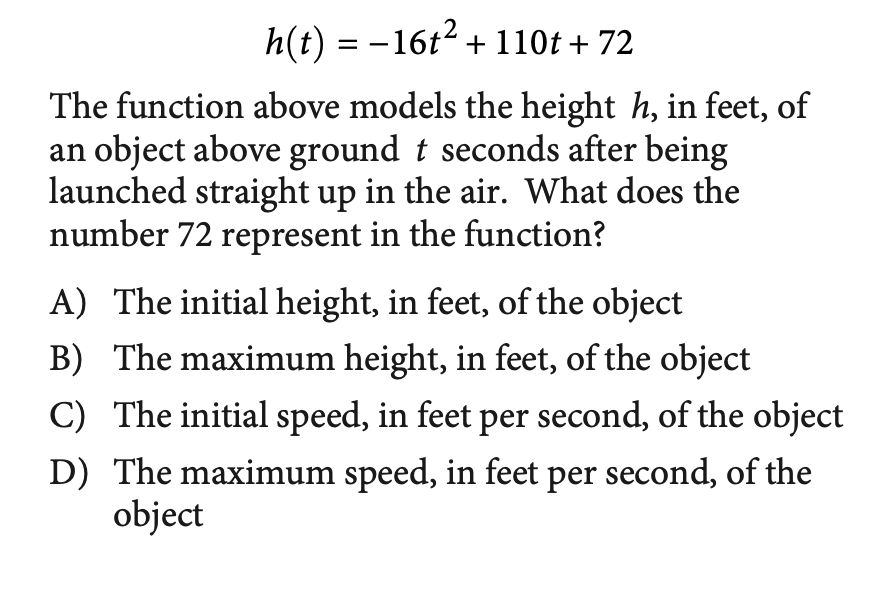 h(t) = −16t² + 110t + 72
The function above models the height h, in feet, of
an object above ground t seconds after being
launched straight up in the air. What does the
number 72 represent in the function?
A) The initial height, in feet, of the object
B) The maximum height, in feet, of the object
C) The initial speed, in feet per second, of the object
D) The maximum speed, in feet per second, of the
object